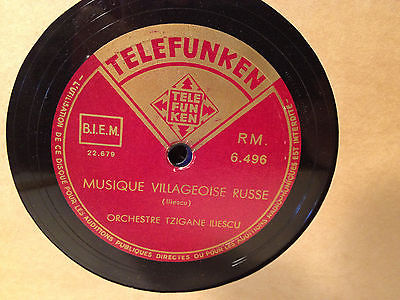 TELEFUNKEN
TELE
FUN
KEN
B.I.E.M.
22.679
RM.
6.496
MUSIQUE VILLAGEOISE RUSSE
(Iliescu)
ORCHESTRE TZIGANE ILIESCU
- L'UTILISATION DE CE DISQUE POUR LES AUDITIONS PUBLIQUES DIRECTES OU POUR LES AUDITIONS RADIOPHONIQUES EST INTERDITE -